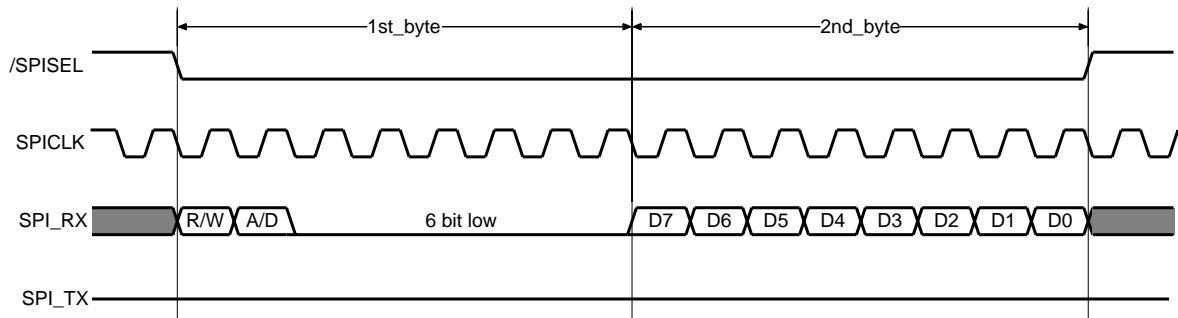 1st_byte 2nd_byte
/SPISEL
SPICLK
SPI_RX R/W A/D 6 bit low D7 D6 D5 D4 D3 D2 D1 D0
SPI_TX